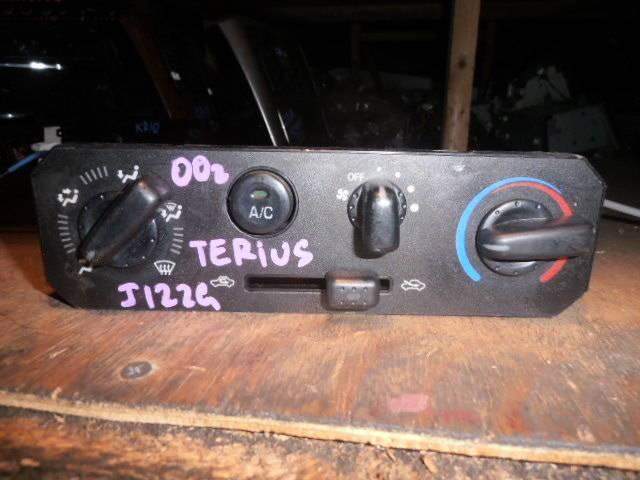 00z
OFF
A/C
TERIUS
J122G